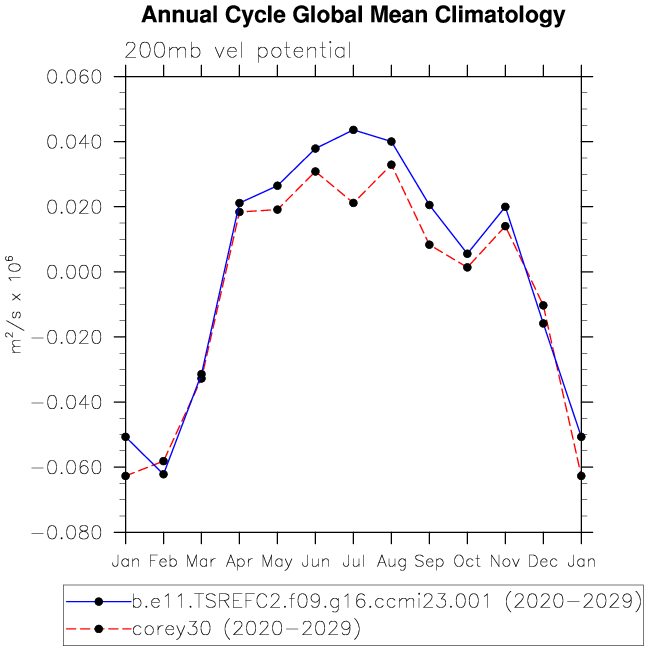 Annual Cycle Global Mean Climatology
200mb vel potential
0.060
0.040
0.020
0.000
−0.020
−0.040
−0.060
−0.080
m²/s x 10⁶
Jan Feb Mar Apr May Jun Jul Aug Sep Oct Nov Dec Jan
b.e11.TSREFC2.f09.g16.ccmi23.001 (2020−2029)
corey30 (2020−2029)